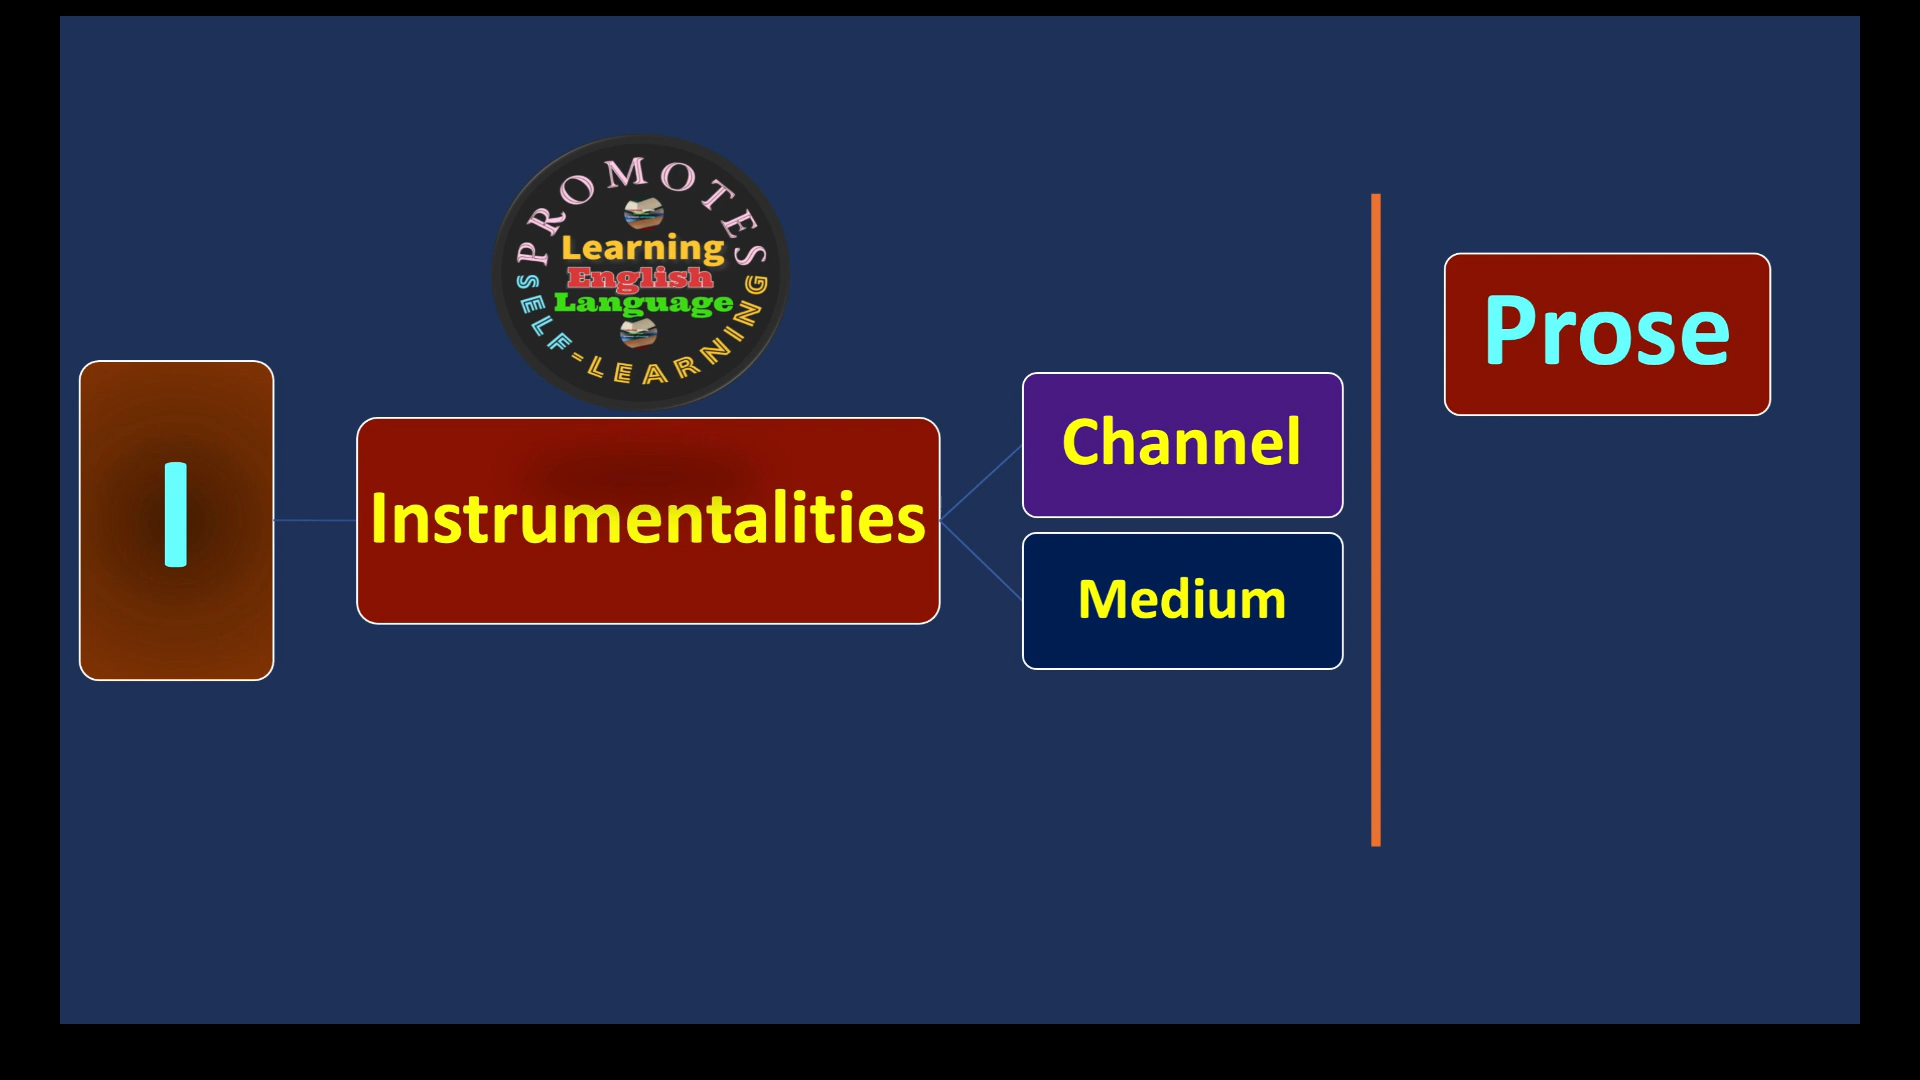 PROMOTES
Learning
English
Language
SELF-LEARNING
I
Instrumentalities
Channel
Medium
Prose